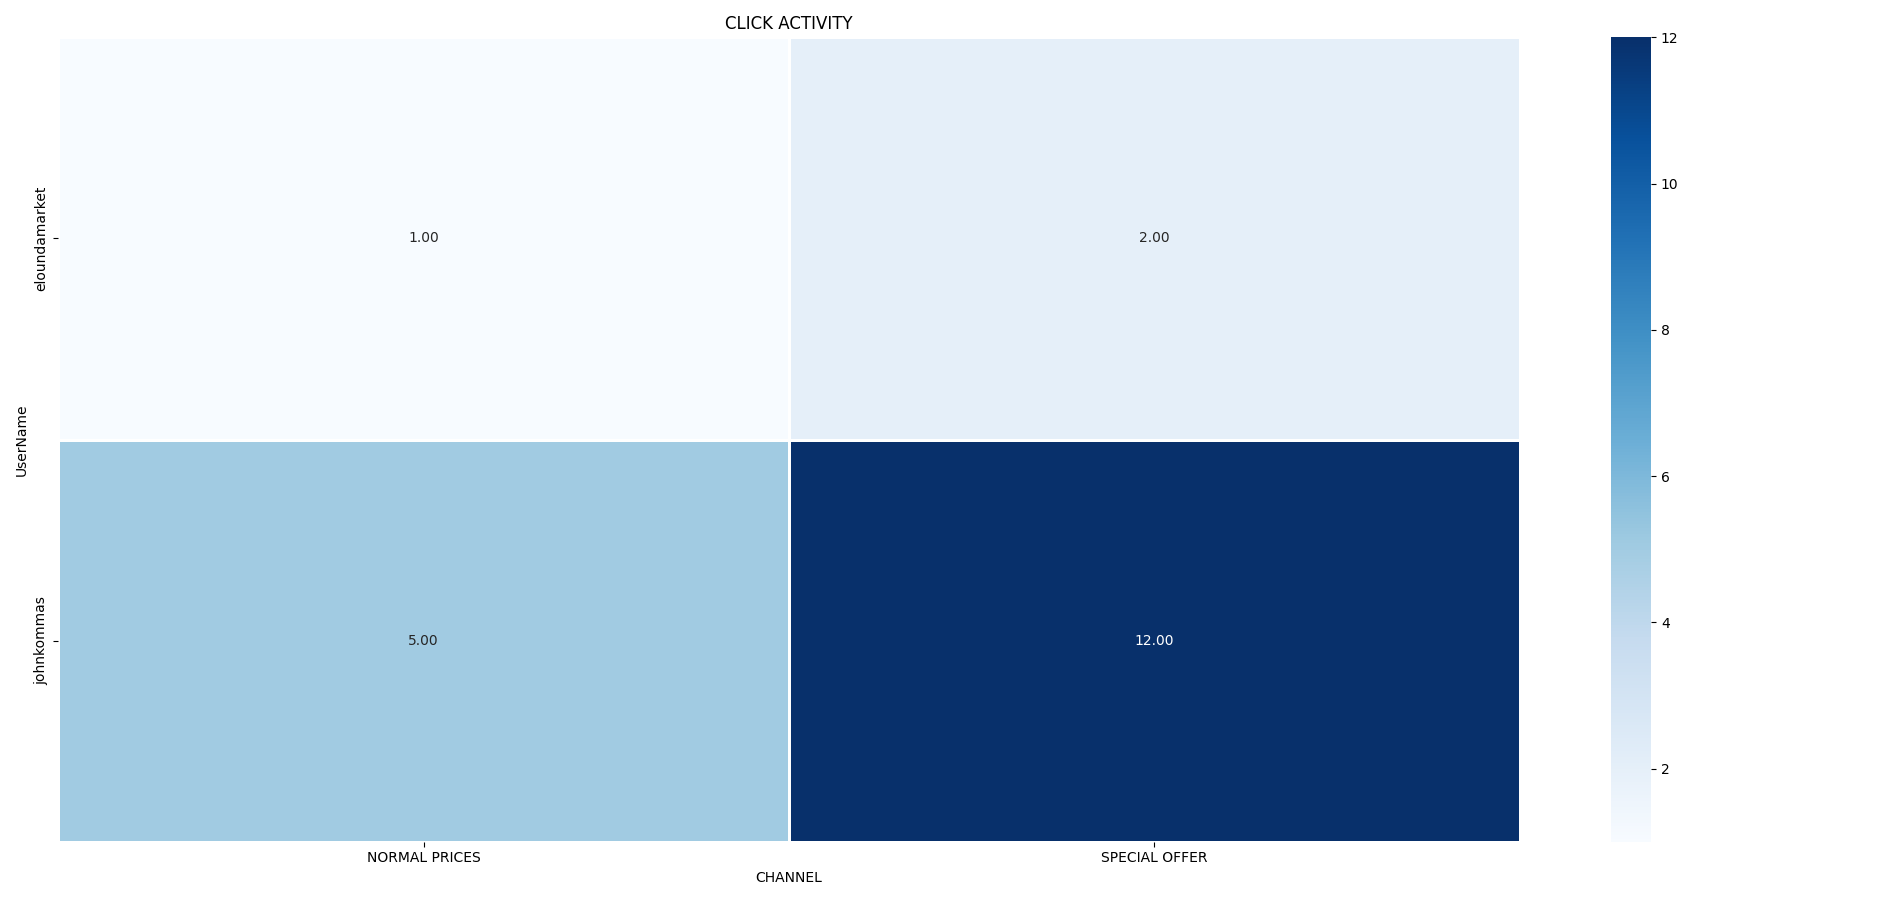 CLICK ACTIVITY
UserName
eloundamarket
1.00
2.00
johnkommas
5.00
12.00
NORMAL PRICES
SPECIAL OFFER
CHANNEL
12
10
8
6
4
2